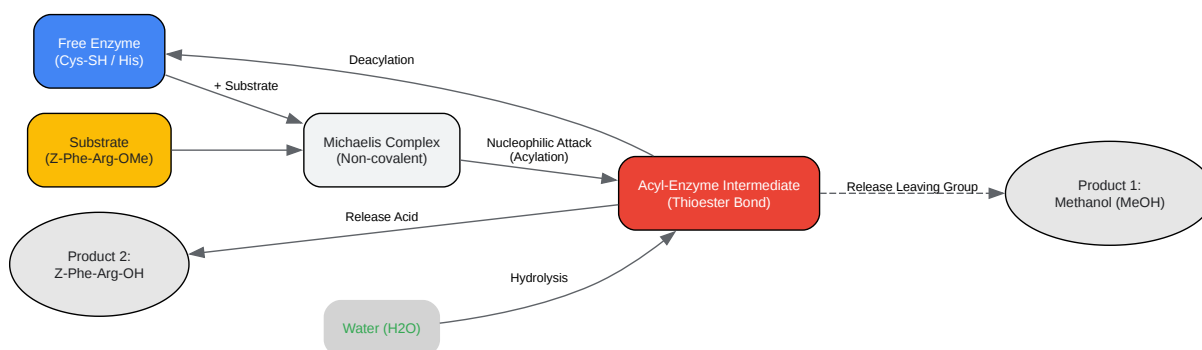 Free Enzyme
(Cys-SH / His)
Deacylation
+ Substrate
Substrate
(Z-Phe-Arg-OMe)
Michaelis Complex
(Non-covalent)
Nucleophilic Attack
(Acylation)
Acyl-Enzyme Intermediate
(Thioester Bond)
Release Leaving Group
Product 1:
Methanol (MeOH)
Release Acid
Product 2:
Z-Phe-Arg-OH
Hydrolysis
Water (H2O)